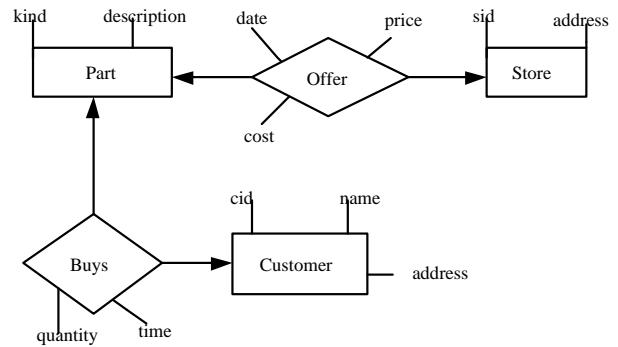 kind
description
date
price
sid
address
Part
Offer
Store
cost
cid
name
Buys
Customer
address
quantity
time